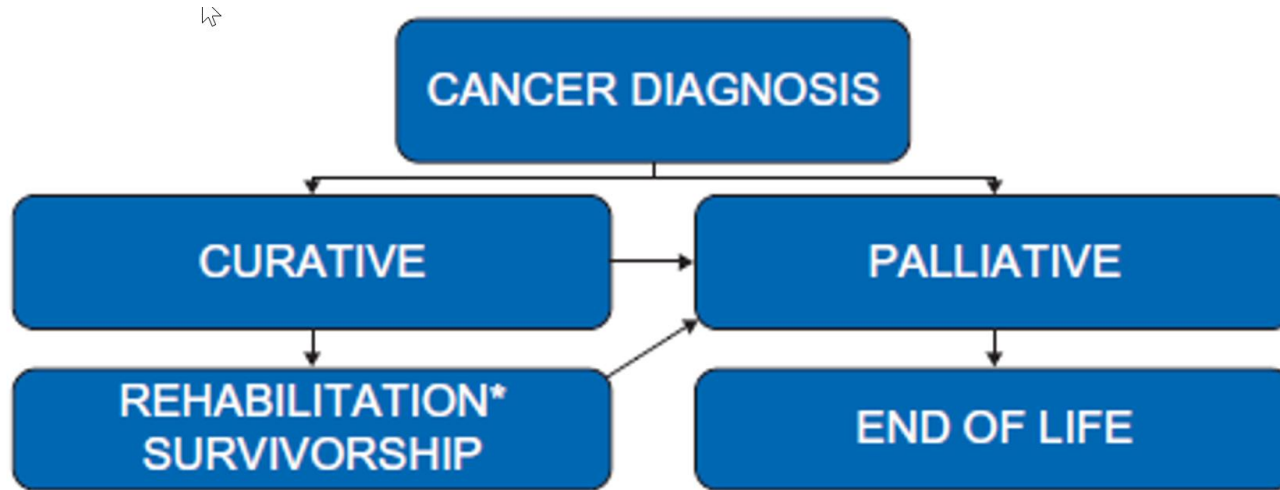 CANCER DIAGNOSIS
CURATIVE
PALLIATIVE
REHABILITATION*
SURVIVORSHIP
END OF LIFE